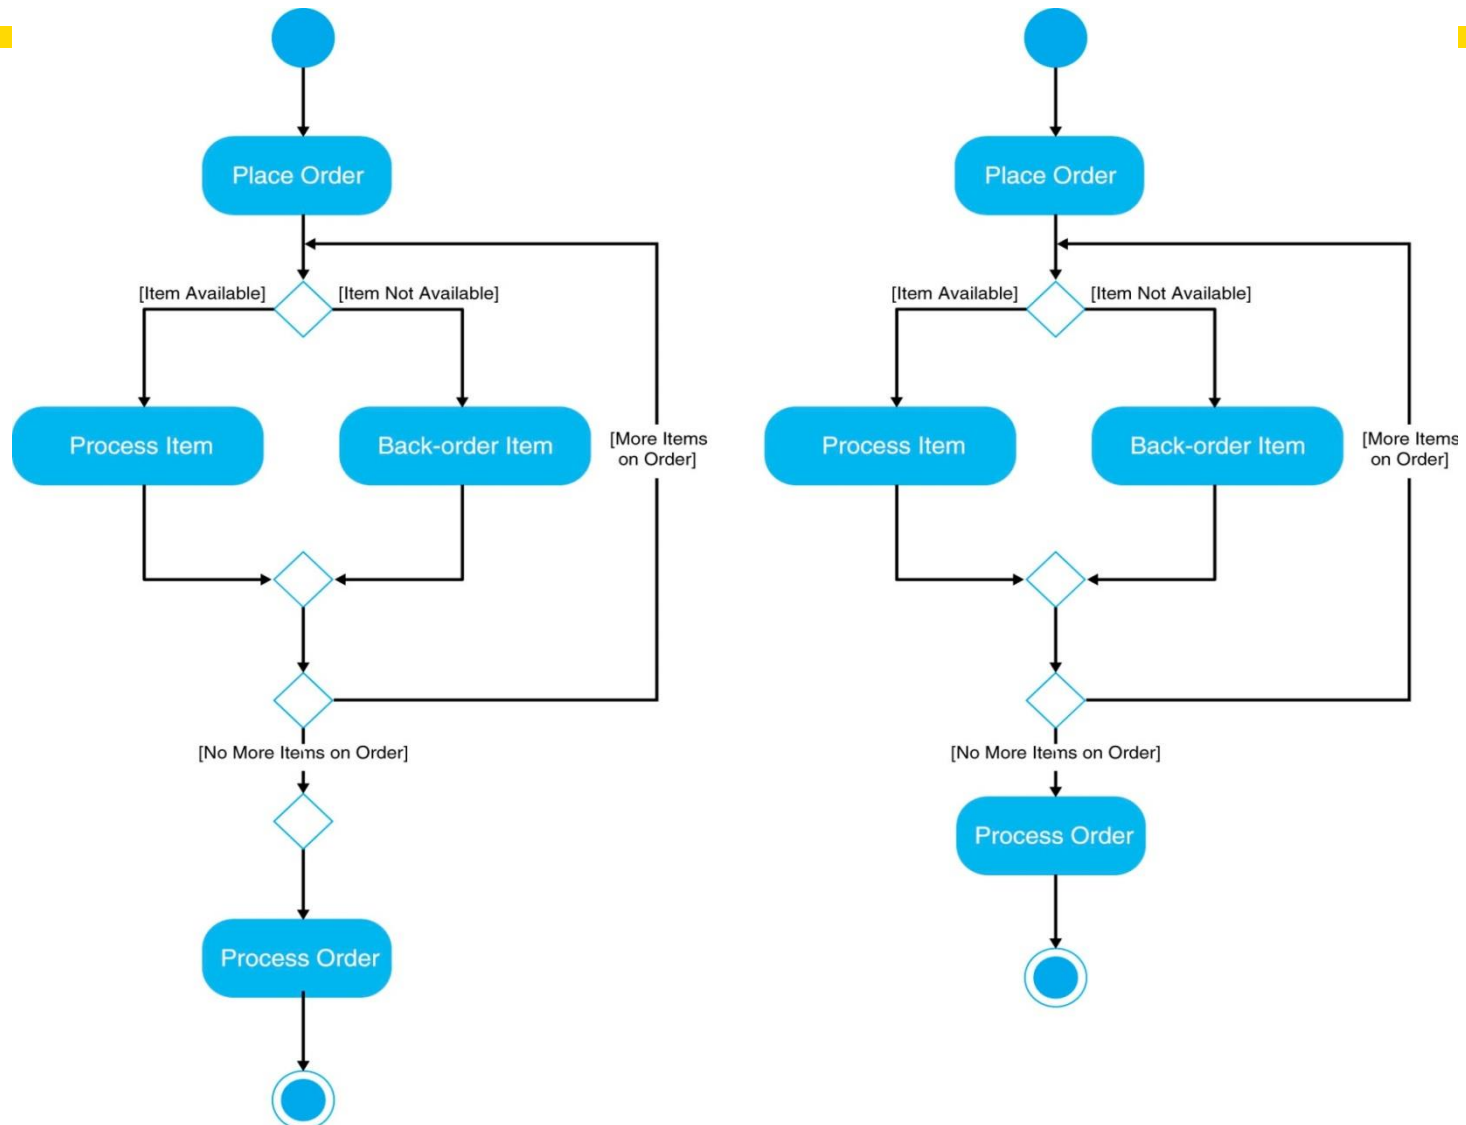 Place Order
[Item Available]
[Item Not Available]
Process Item
Back-order Item
[More Items
on Order]
[No More Items on Order]
Process Order
Place Order
[Item Available]
[Item Not Available]
Process Item
Back-order Item
[More Items
on Order]
[No More Items on Order]
Process Order